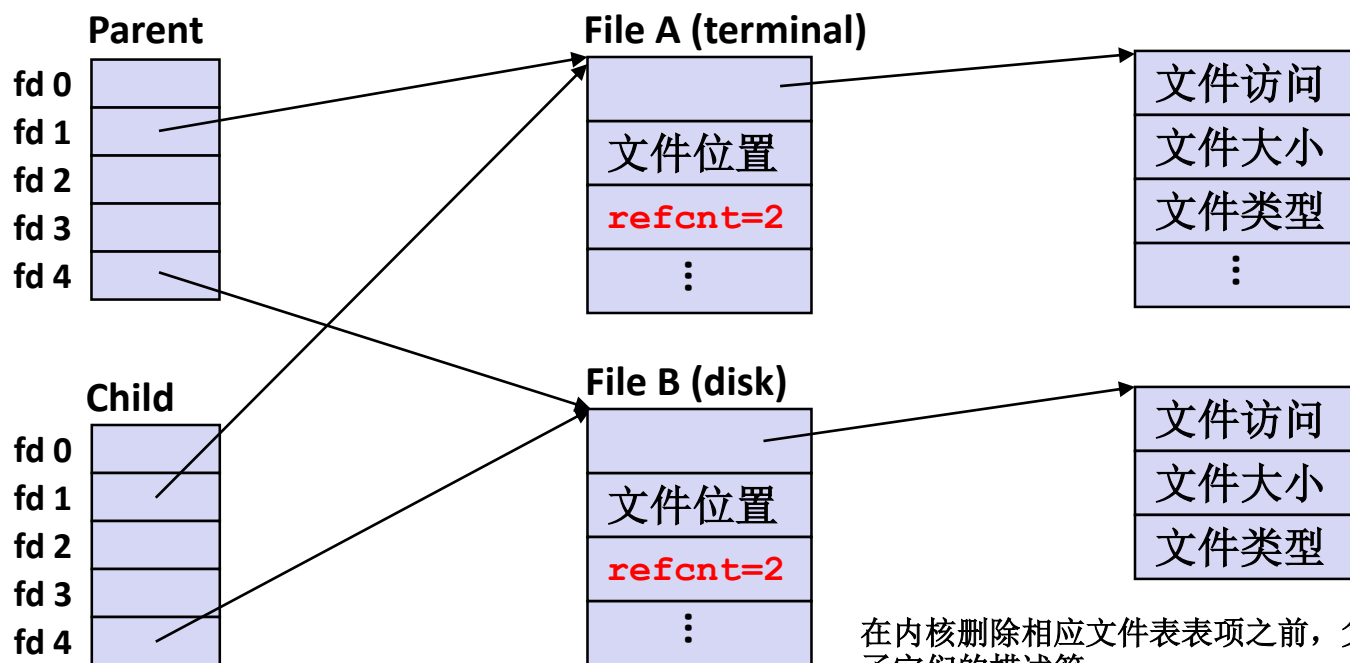 Parent
fd 0
fd 1
fd 2
fd 3
fd 4
File A (terminal)
文件位置
refcnt=2
⋮
文件访问
文件大小
文件类型
⋮
Child
fd 0
fd 1
fd 2
fd 3
fd 4
File B (disk)
文件位置
refcnt=2
⋮
文件访问
文件大小
文件类型
在内核删除相应文件表表项之前，